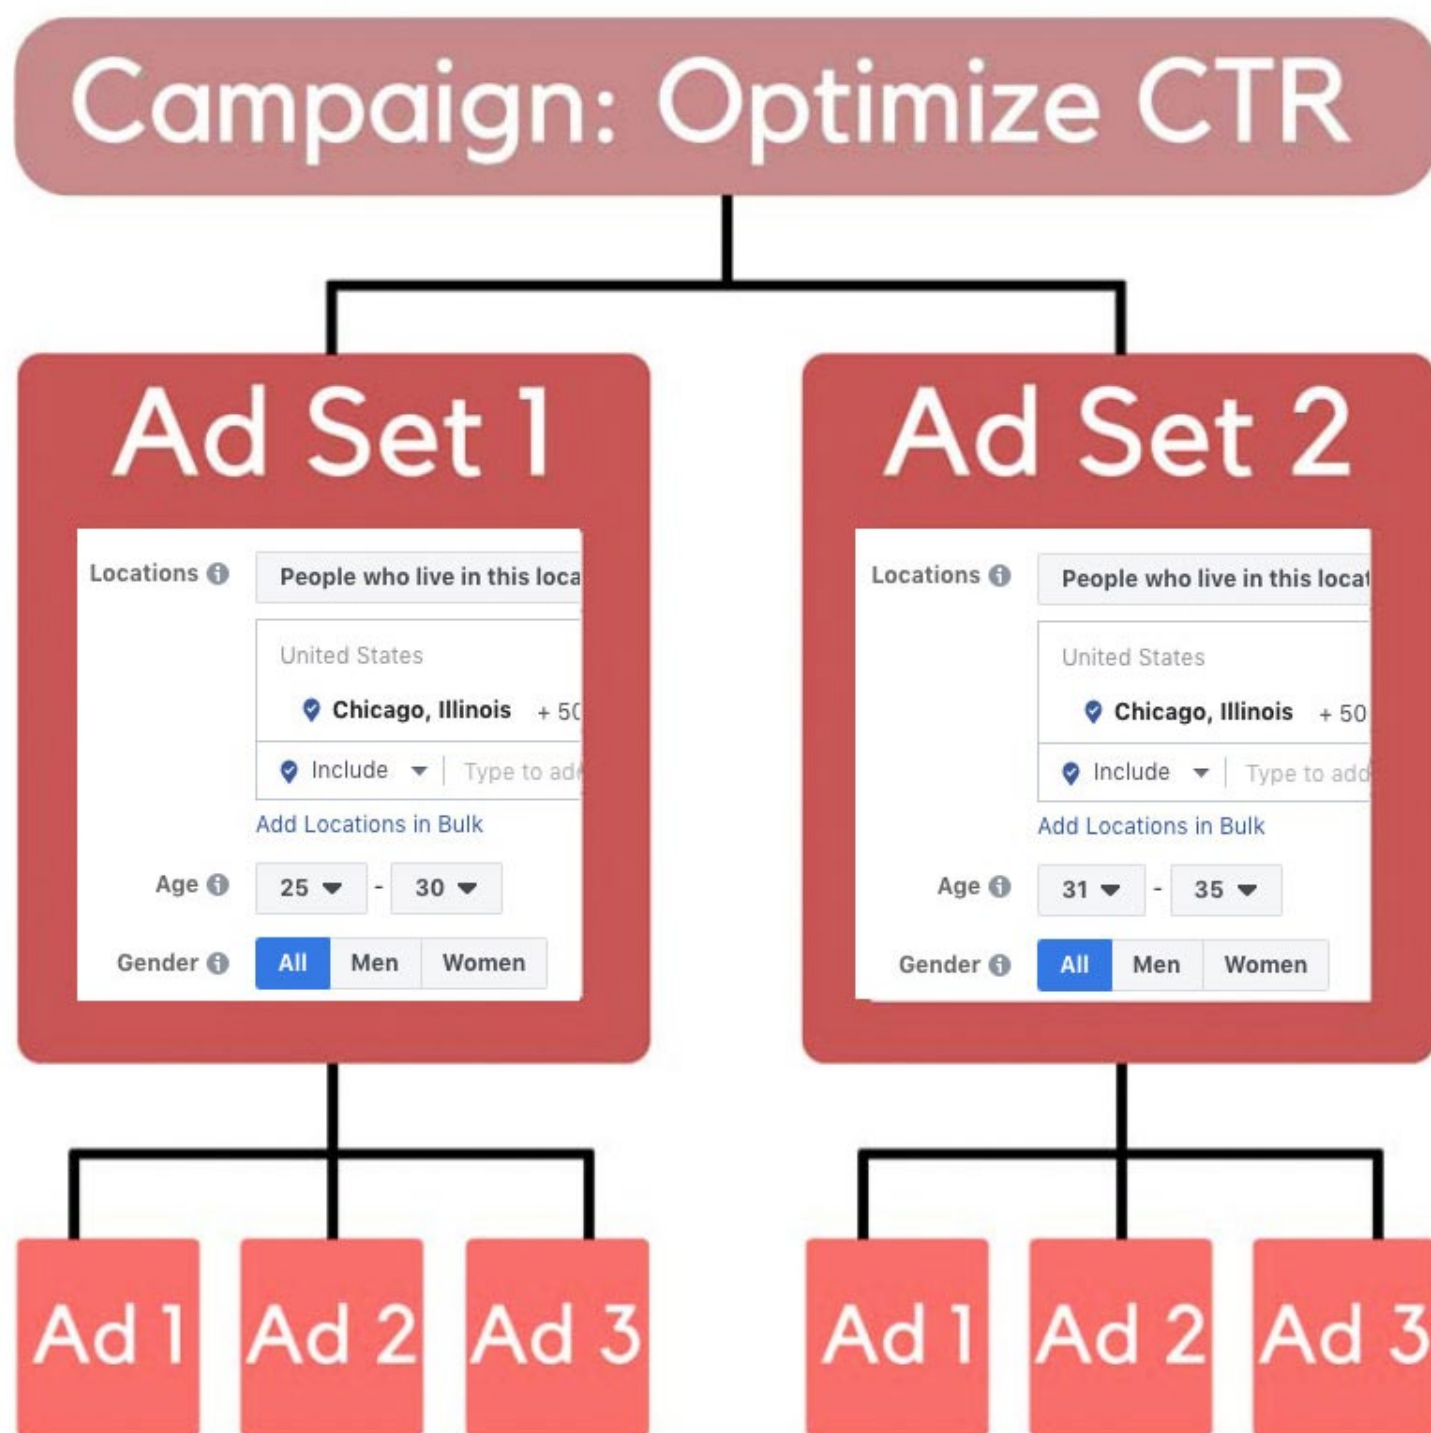 Campaign: Optimize CTR
Ad Set 1
Locations People who live in this loca
United States
Chicago, Illinois + 50
Include Type to add
Add Locations in Bulk
Age 25 - 30
Gender All Men Women
Ad Set 2
Locations People who live in this locat
United States
Chicago, Illinois + 50
Include Type to add
Add Locations in Bulk
Age 31 - 35
Gender All Men Women
Ad 1 Ad 2 Ad 3
Ad 1 Ad 2 Ad 3